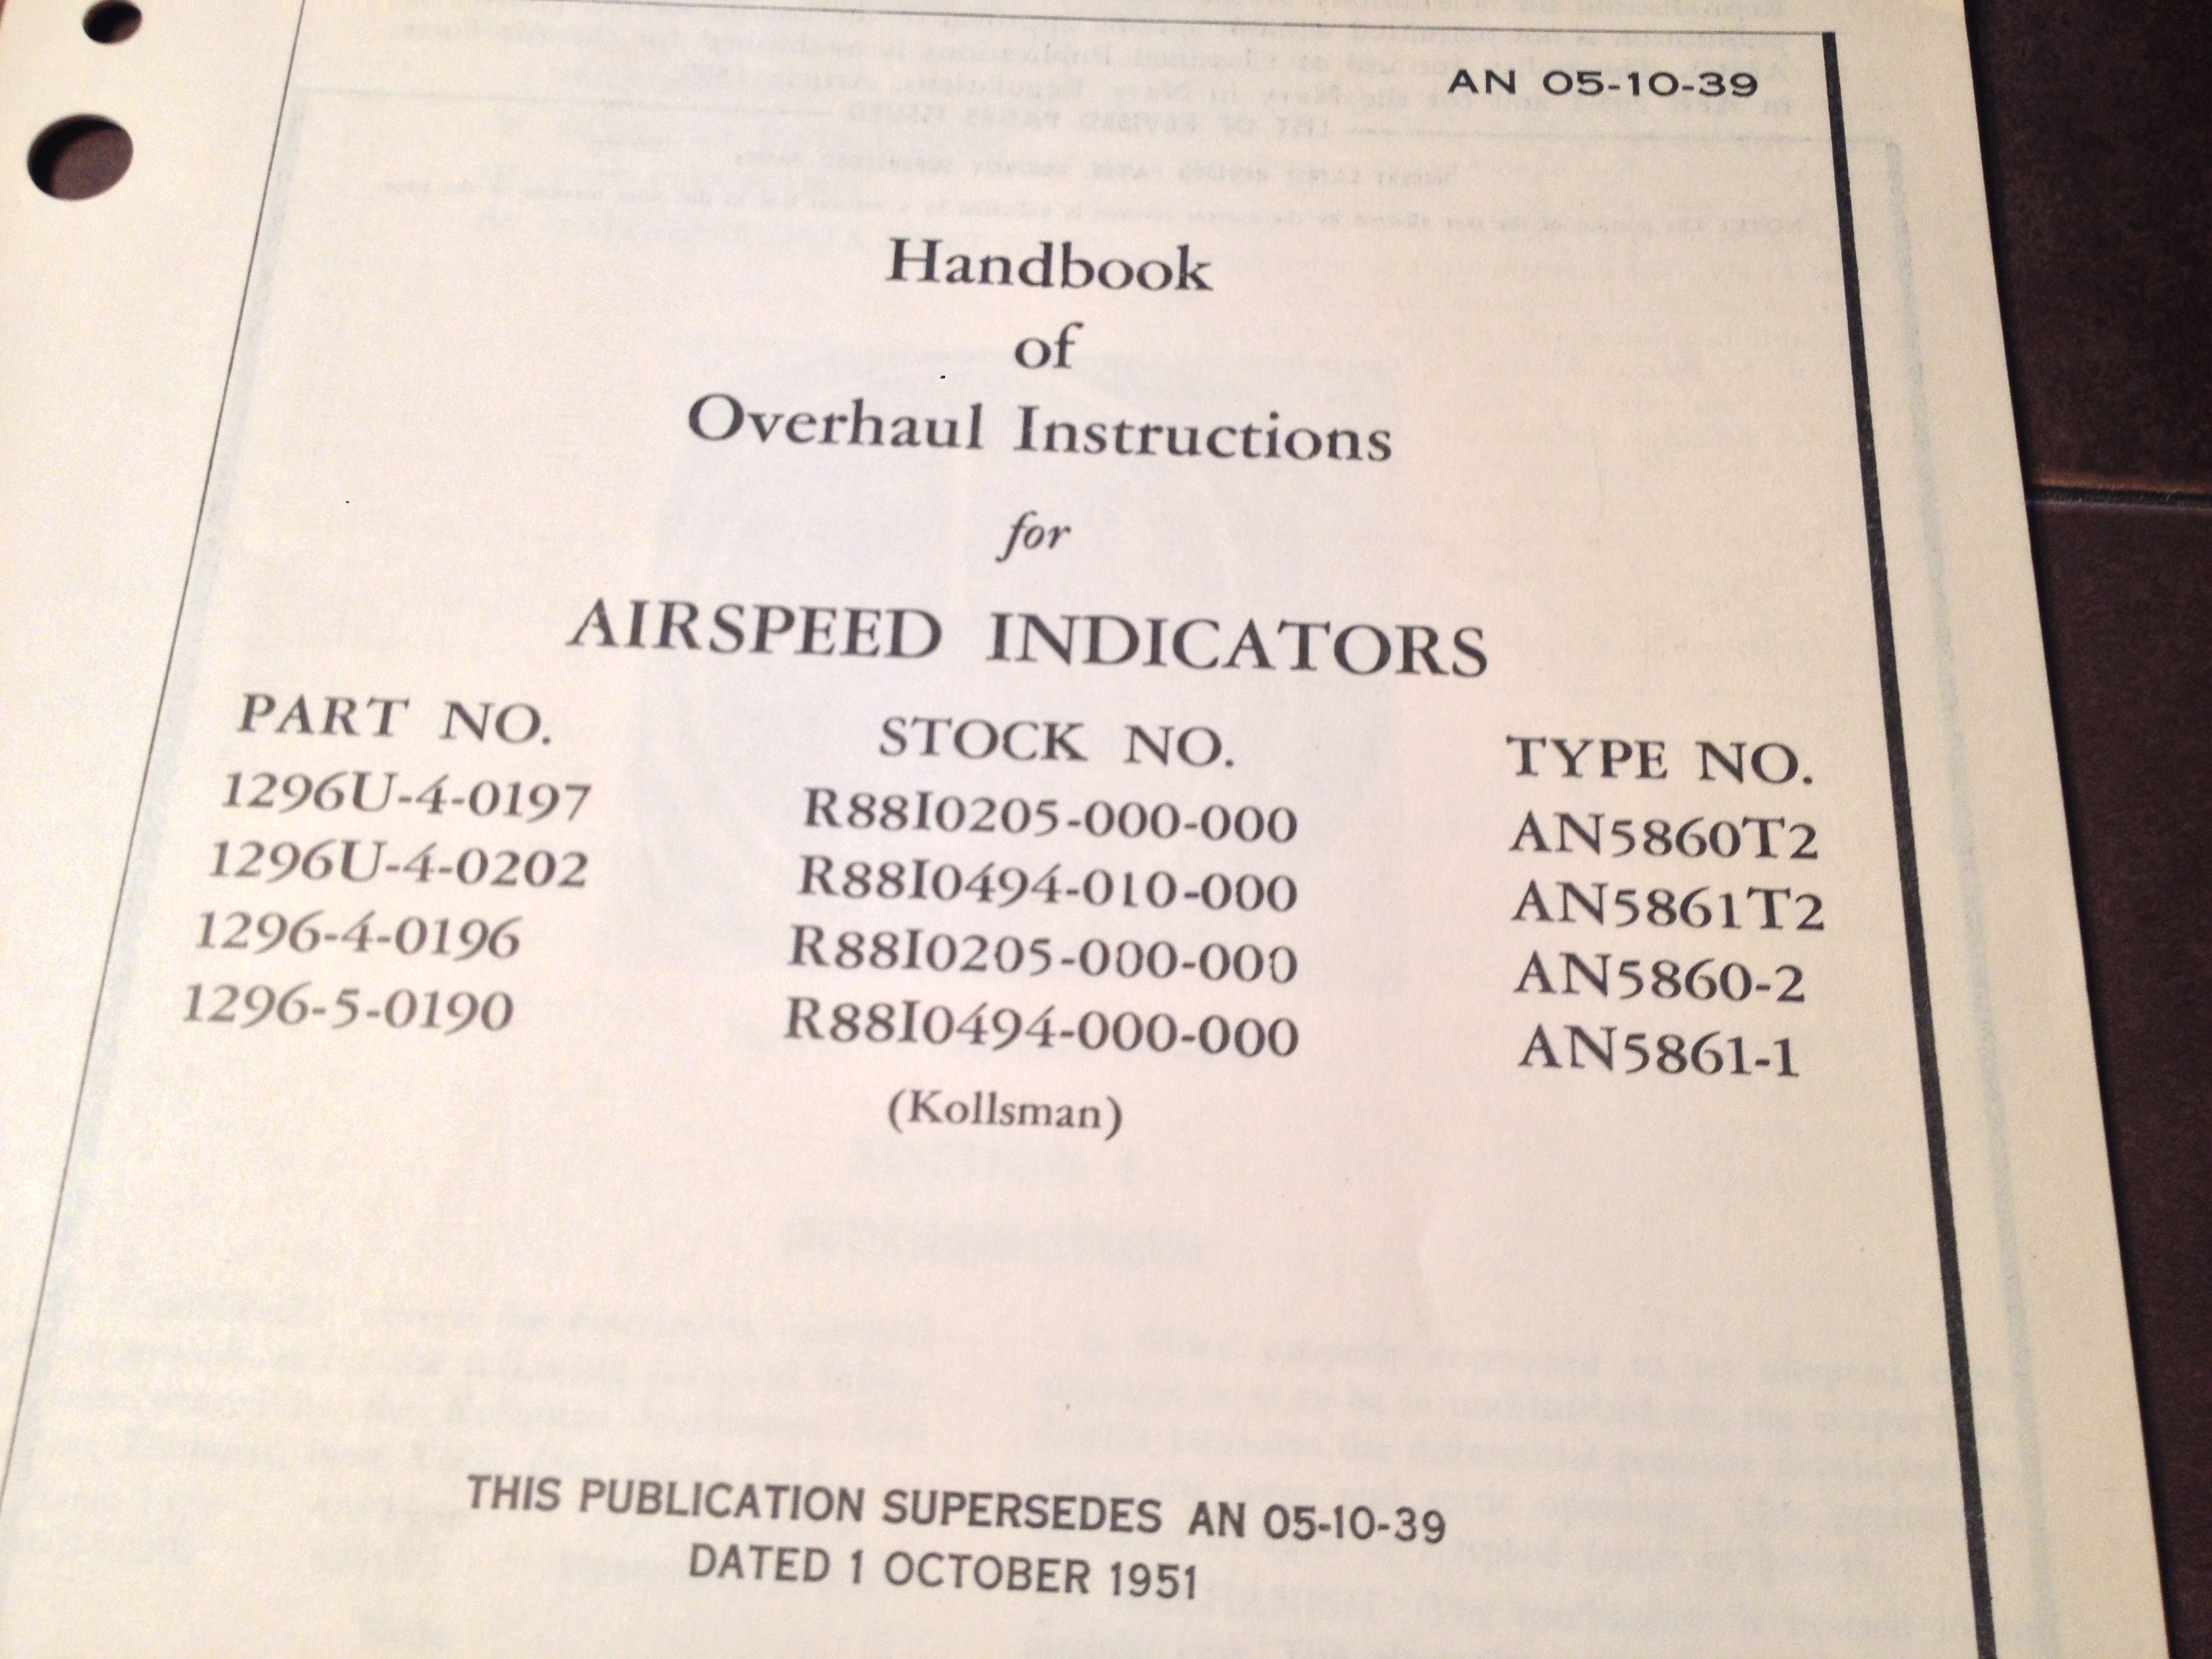 AN 05-10-39
Handbook
of
Overhaul Instructions
for
AIRSPEED INDICATORS
PART NO. STOCK NO. TYPE NO.
1296U-4-0197 R88I0205-000-000 AN5860T2
1296U-4-0202 R88I0494-010-000 AN5861T2
1296-4-0196 R88I0205-000-000 AN5860-2
1296-5-0190 R88I0494-000-000 AN5861-1
(Kollsman)
THIS PUBLICATION SUPERSEDES AN 05-10-39
DATED 1 OCTOBER 1951